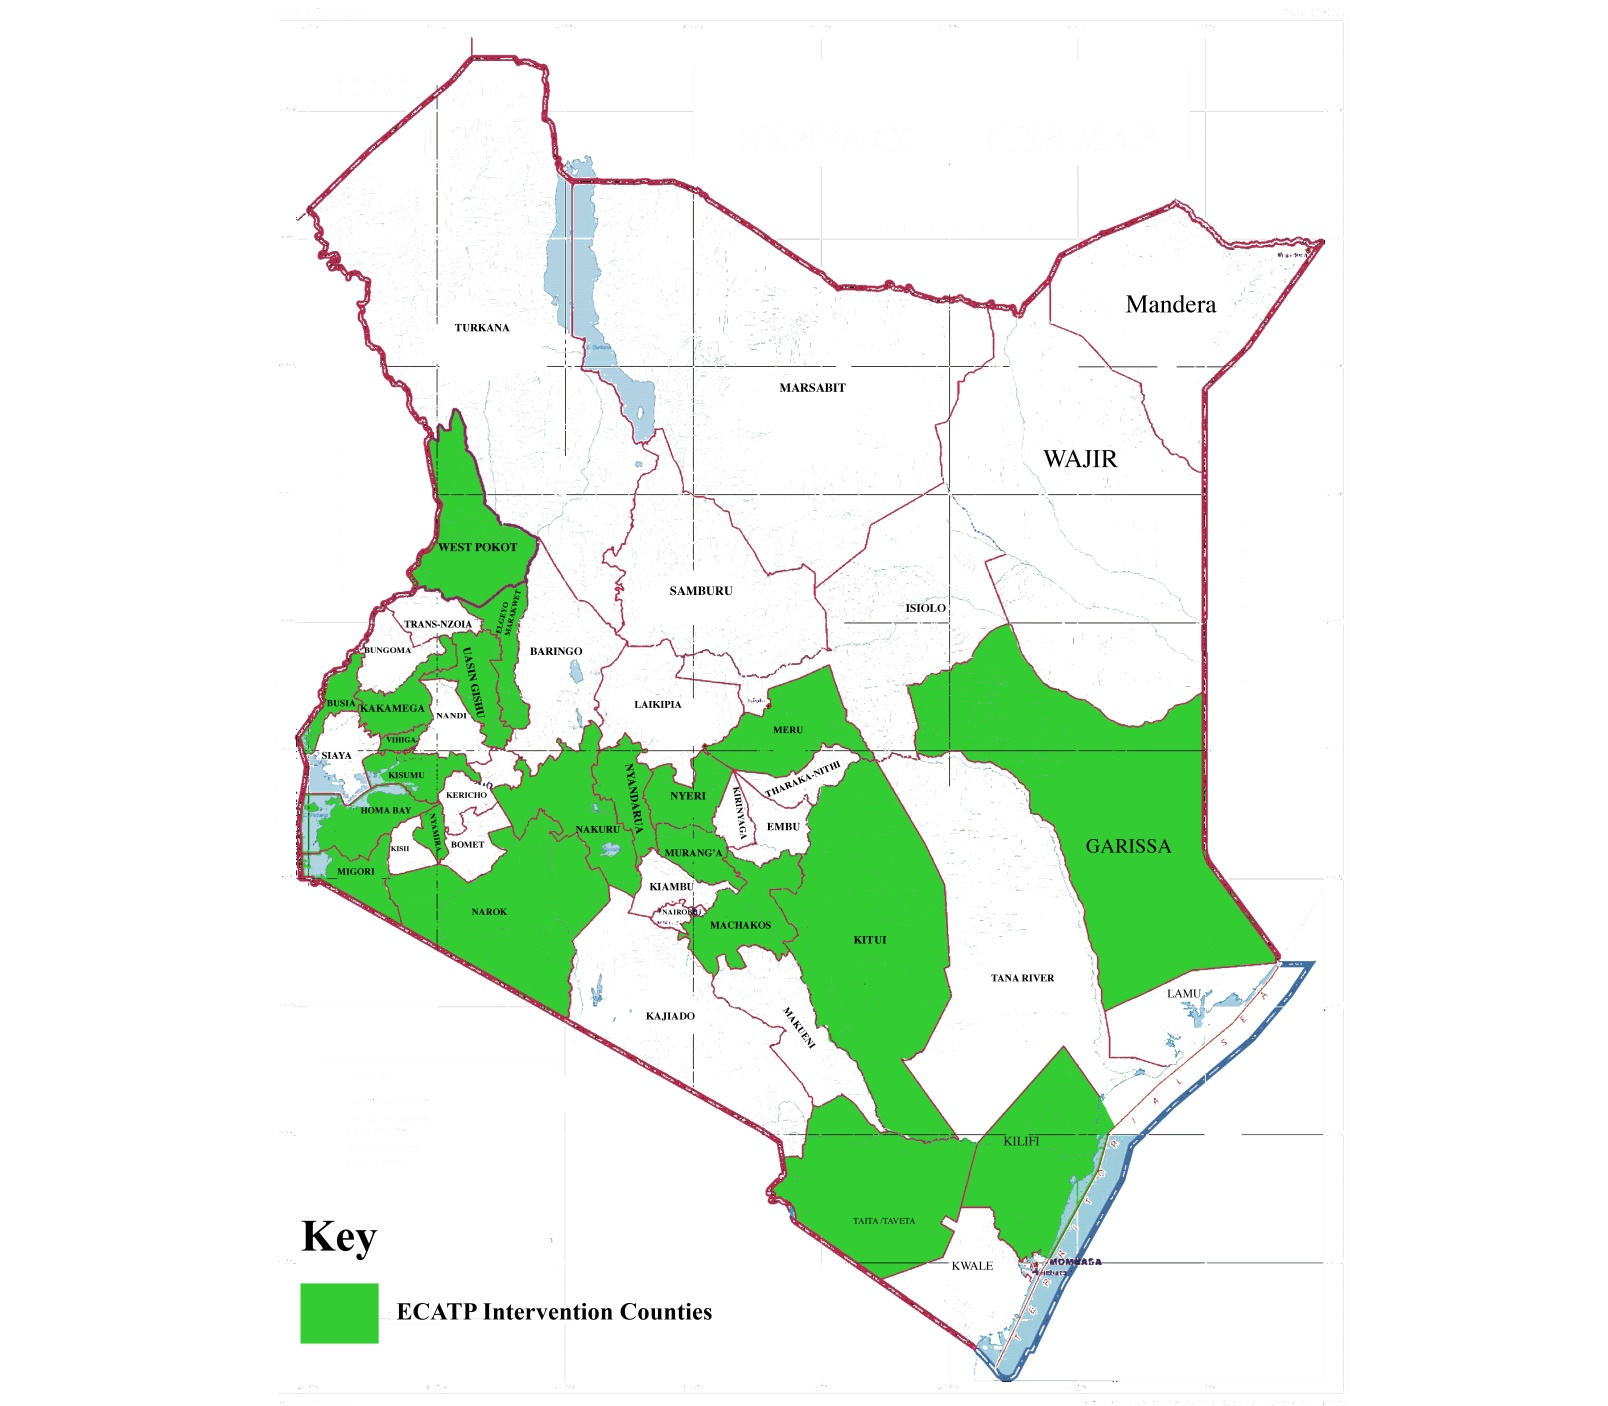 TURKANA
Mandera
MARSABIT
WAJIR
WEST POKOT
SAMBURU
ISIOLO
ELGEYO
MARAKWET
TRANS-NZOIA
BUNGOMA
BARINGO
UASIN GISHU
BUSIA
KAKAMEGA
NANDI
LAIKIPIA
MERU
VIHIGA
SIAYA
KISUMU
KERICHO
THARAKA-NITHI
NYANDARUA
NYERI
KIRINYAGA
HOMA BAY
NYAMIRA
NAKURU
EMBU
KISII
BOMET
MURANG'A
GARISSA
MIGORI
KIAMBU
NAROK
NAIROBI
MACHAKOS
KITUI
TANA RIVER
LAMU
KAJIADO
MAKUENI
KILIFI
TAITA /TAVETA
KWALE
MOMBASA
TERRITORIAL SEA
Key
ECATP Intervention Counties